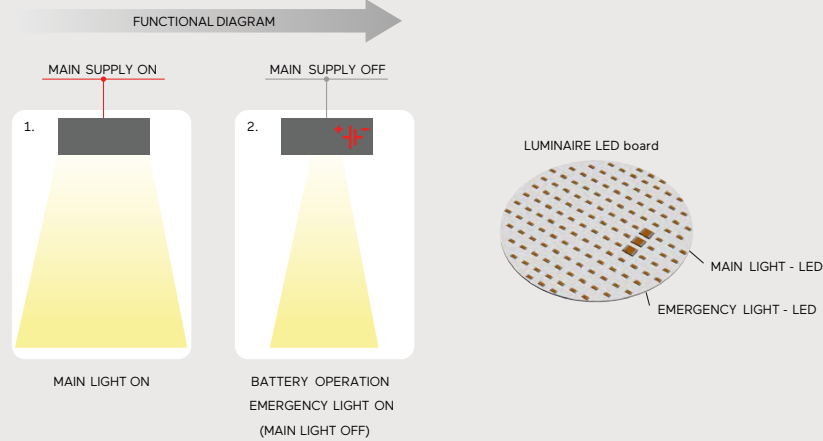 FUNCTIONAL DIAGRAM
MAIN SUPPLY ON
MAIN SUPPLY OFF
1.
2.
LUMINAIRE LED board
MAIN LIGHT - LED
EMERGENCY LIGHT - LED
MAIN LIGHT ON
BATTERY OPERATION
EMERGENCY LIGHT ON
(MAIN LIGHT OFF)